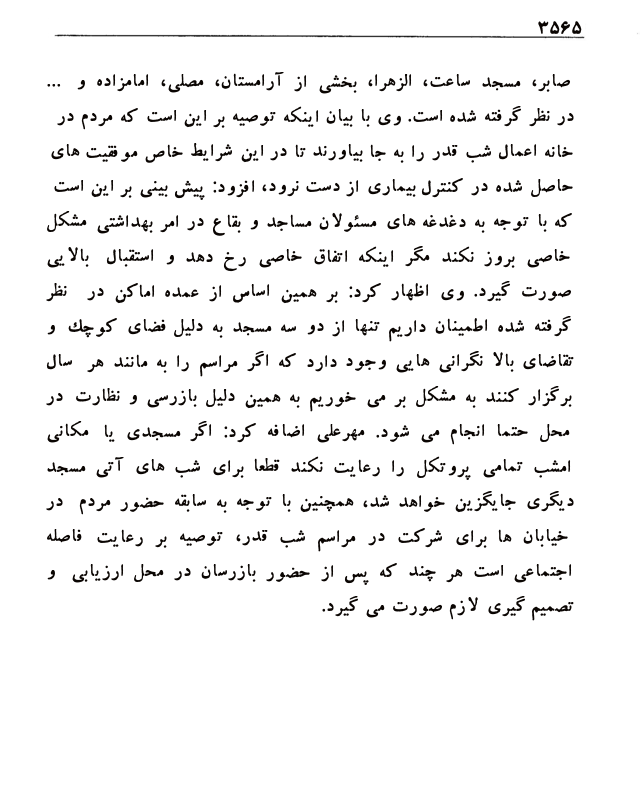 ۳۵۶۵
صابر، مسجد ساعت، الزهرا، بخشی از آرامستان، مصلی، امامزاده و ...
در نظر گرفته شده است. وی با بیان اینکه توصیه بر این است که مردم در
خانه اعمال شب قدر را به جا بیاورند تا در این شرایط خاص موفقیت های
حاصل شده در کنترل بیماری از دست نرود، افزود: پیش بینی بر این است
که با توجه به دغدغه های مسئولان مساجد و بقاع در امر بهداشتی مشکل
خاصی بروز نکند مگر اینکه اتفاق خاصی رخ دهد و استقبال بالایی
صورت گیرد. وی اظهار کرد: بر همین اساس از عمده اماکن در نظر
گرفته شده اطمینان داریم تنها از دو سه مسجد به دلیل فضای کوچك و
تقاضای بالا نگرانی هایی وجود دارد که اگر مراسم را به مانند هر سال
برگزار کنند به مشکل بر می خوریم به همین دلیل بازرسی و نظارت در
محل حتما انجام می شود. مهرعلی اضافه کرد: اگر مسجدی یا مکانی
امشب تمامی پروتکل را رعایت نکند قطعا برای شب های آتی مسجد
دیگری جایگزین خواهد شد، همچنین با توجه به سابقه حضور مردم در
خیابان ها برای شرکت در مراسم شب قدر، توصیه بر رعایت فاصله
اجتماعی است هر چند که پس از حضور بازرسان در محل ارزیابی و
تصمیم گیری لازم صورت می گیرد.